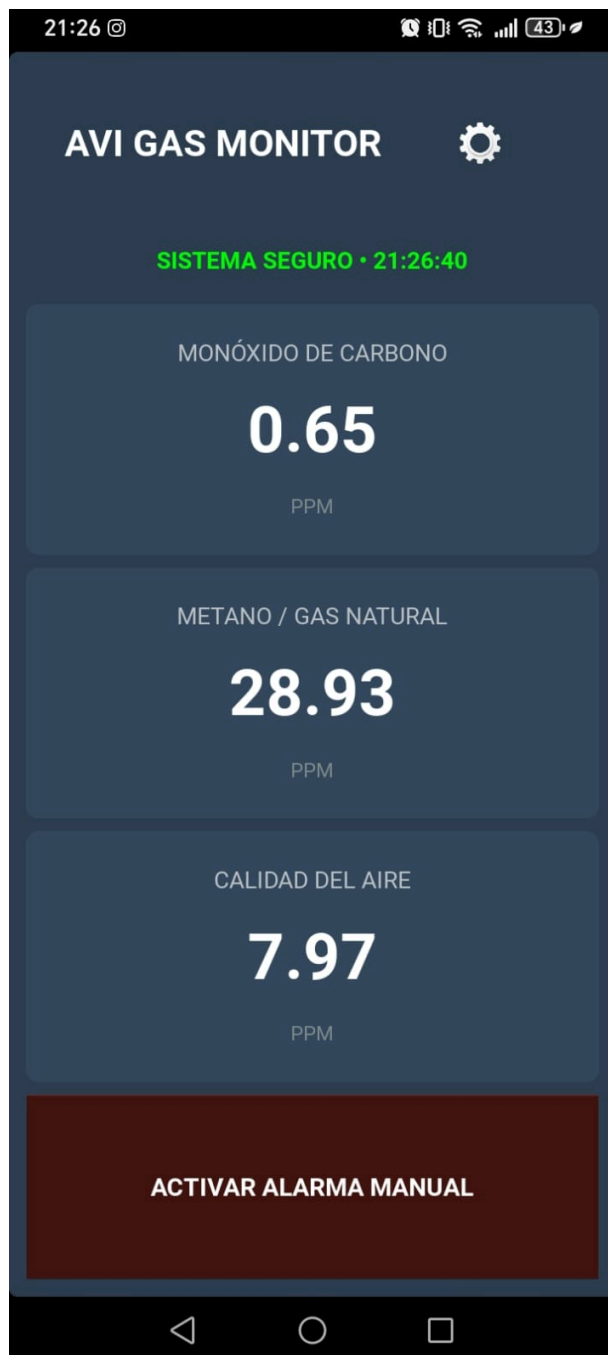 21:26
43
AVI GAS MONITOR
SISTEMA SEGURO • 21:26:40
MONÓXIDO DE CARBONO
0.65
PPM
METANO / GAS NATURAL
28.93
PPM
CALIDAD DEL AIRE
7.97
PPM
ACTIVAR ALARMA MANUAL